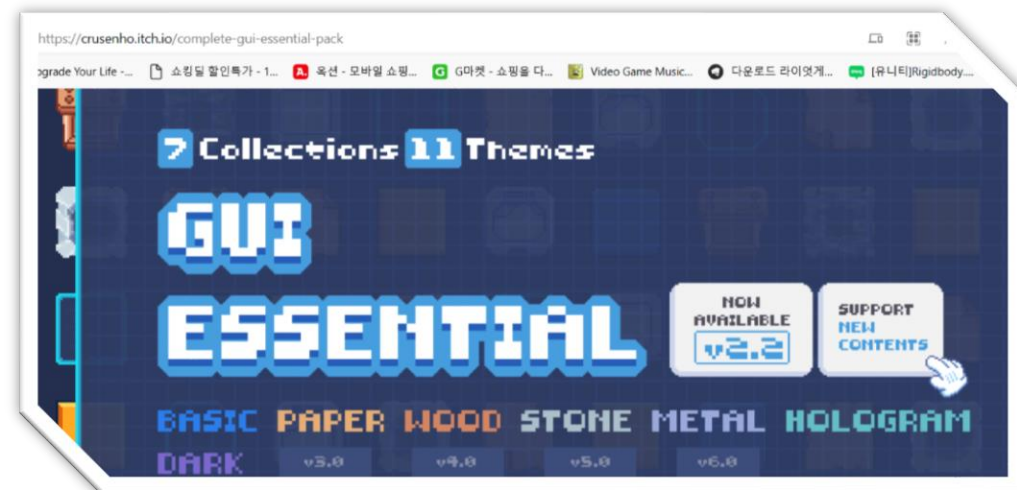 https://crusenho.itch.io/complete-gui-essential-pack
ograde Your Life -... 쇼킹딜 할인특가 - 1... A. 옥션 - 모바일 쇼핑... G G마켓 - 쇼핑을 다... Video Game Music... 다운로드 라이엇게... [유니티]Rigidbody....
7 Collections 11 Themes
GUI
ESSENTIAL
NOW
AVAILABLE
v2.2
SUPPORT
NEW
CONTENTS
BASIC PAPER WOOD STONE METAL HOLOGRAM
DARK v3.0 v4.0 v5.0 v6.0